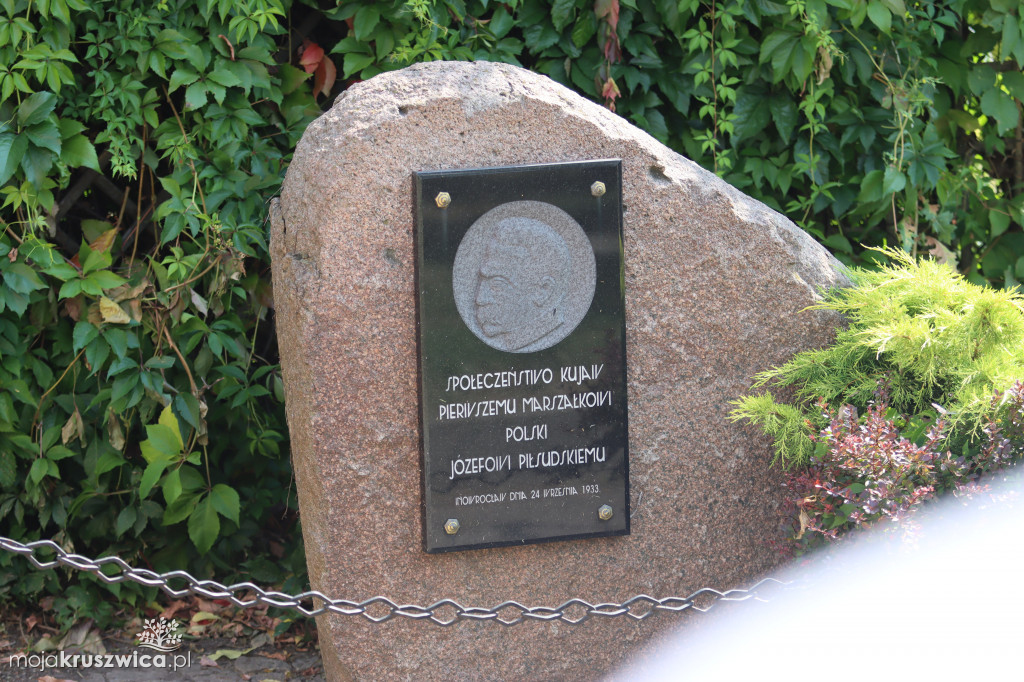 SPOŁECZEŃSTWO KUJAW
PIERWSZEMU MARSZAŁKOWI
POLSKI
JÓZEFOWI PIŁSUDSKIEMU
INOWROCŁAW DNIA 24 WRZEŚNIA 1933.
mojakruszwica.pl